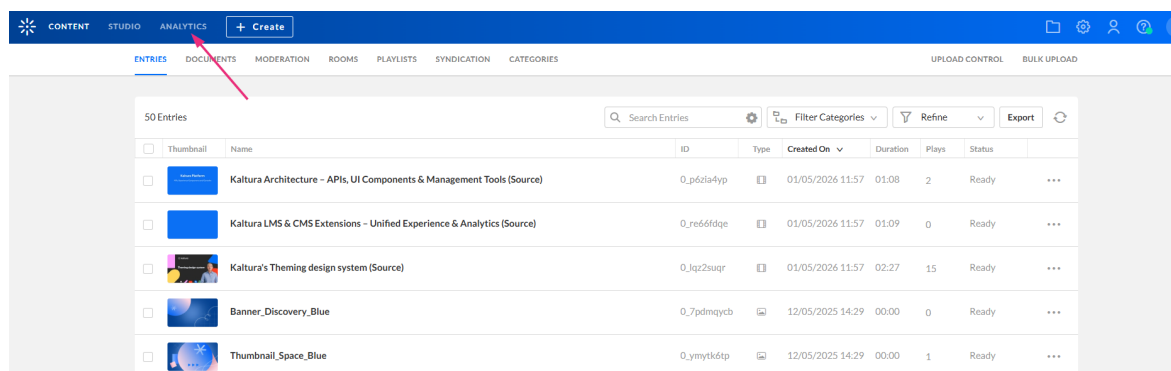 CONTENT STUDIO ANALYTICS + Create
ENTRIES DOCUMENTS MODERATION ROOMS PLAYLISTS SYNDICATION CATEGORIES UPLOAD CONTROL BULK UPLOAD
50 Entries Search Entries Filter Categories Refine Export
Thumbnail Name ID Type Created On Duration Plays Status
Kaltura Architecture – APIs, UI Components & Management Tools (Source) 0_p6zla4yp 01/05/2026 11:57 01:08 2 Ready
Kaltura LMS & CMS Extensions – Unified Experience & Analytics (Source) 0_re66fdqe 01/05/2026 11:57 01:09 0 Ready
Kaltura's Theming design system (Source) 0_lqz2suqr 01/05/2026 11:57 02:27 15 Ready
Banner_Discovery_Blue 0_7pdmqycb 12/05/2025 14:29 00:00 0 Ready
Thumbnail_Space_Blue 0_ymytk6tp 12/05/2025 14:29 00:00 1 Ready